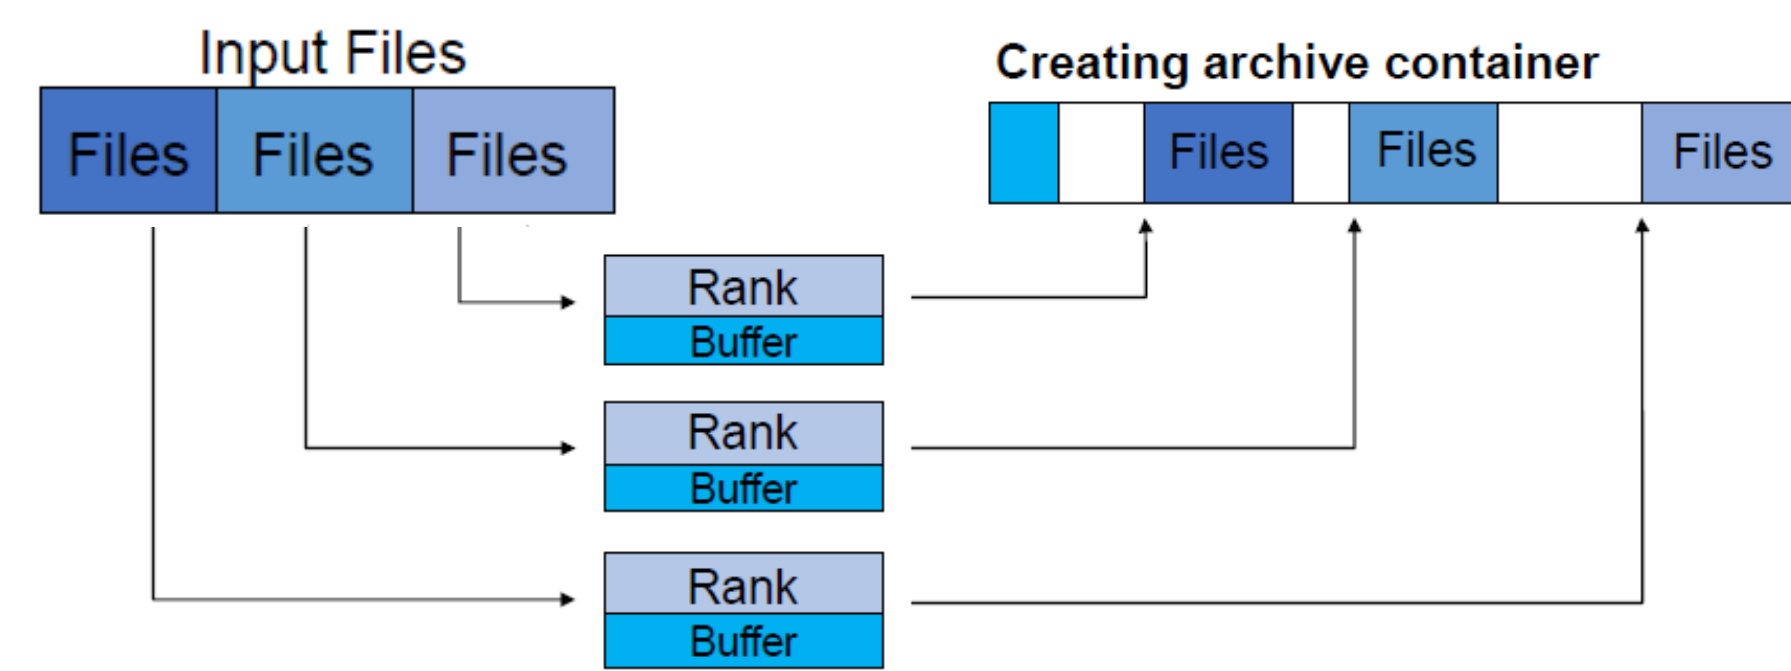 Input Files
Files Files Files
Creating archive container
Files Files Files
Rank
Buffer
Rank
Buffer
Rank
Buffer